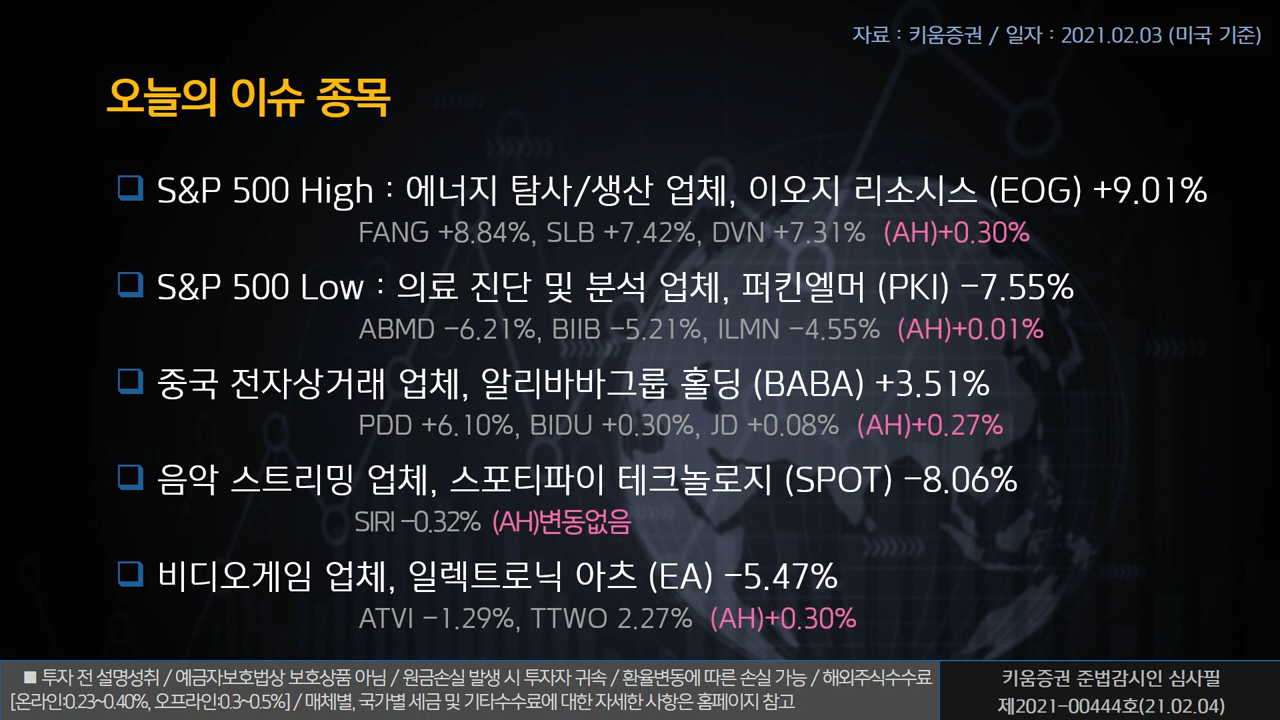 자료 : 키움증권 / 일자 : 2021.02.03 (미국 기준)
오늘의 이슈 종목
❏ S&P 500 High : 에너지 탐사/생산 업체, 이오지 리소시스 (EOG) +9.01%
FANG +8.84%, SLB +7.42%, DVN +7.31% (AH)+0.30%
❏ S&P 500 Low : 의료 진단 및 분석 업체, 퍼킨엘머 (PKI) −7.55%
ABMD −6.21%, BIIB −5.21%, ILMN −4.55% (AH)+0.01%
❏ 중국 전자상거래 업체, 알리바바그룹 홀딩 (BABA) +3.51%
PDD +6.10%, BIDU +0.30%, JD +0.08% (AH)+0.27%
❏ 음악 스트리밍 업체, 스포티파이 테크놀로지 (SPOT) −8.06%
SIRI −0.32% (AH)변동없음
❏ 비디오게임 업체, 일렉트로닉 아츠 (EA) −5.47%
ATVI −1.29%, TTWO 2.27% (AH)+0.30%
■ 투자 전 설명성취 / 예금자보호법상 보호상품 아님 / 원금손실 발생 시 투자자 귀속 / 환율변동에 따른 손실 가능 / 해외주식수수료
[온라인:0.23~0.40%, 오프라인:0.3~0.5%] / 매체별, 국가별 세금 및 기타수수료에 대한 자세한 사항은 홈페이지 참고
키움증권 준법감시인 심사필
제2021-00444호(21.02.04)